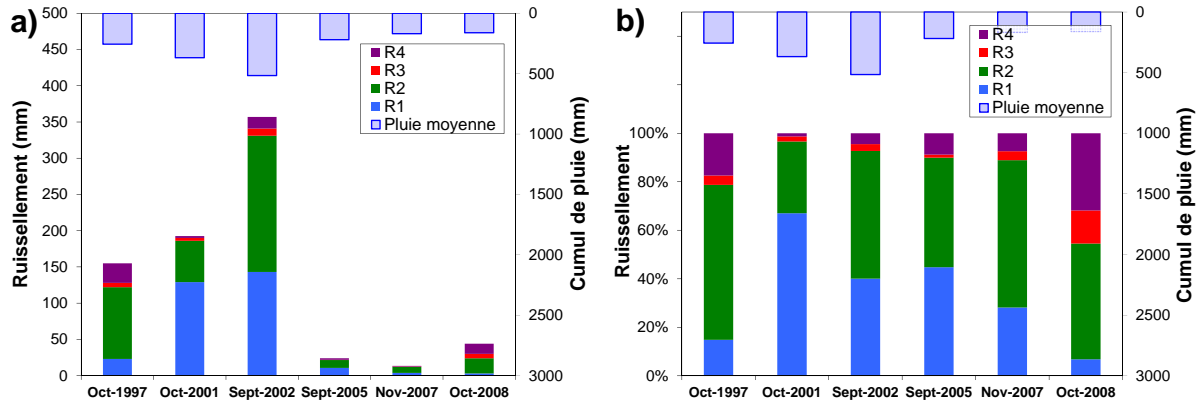 a)
Ruissellement (mm)
500
450
400
350
300
250
200
150
100
50
0
R4
R3
R2
R1
Pluie moyenne
0
500
1000
1500
2000
2500
3000
Cumul de pluie (mm)
Oct-1997 Oct-2001 Sept-2002 Sept-2005 Nov-2007 Oct-2008
b)
Ruissellement
100%
80%
60%
40%
20%
0%
R4
R3
R2
R1
Pluie moyenne
0
500
1000
1500
2000
2500
3000
Cumul de pluie (mm)
Oct-1997 Oct-2001 Sept-2002 Sept-2005 Nov-2007 Oct-2008